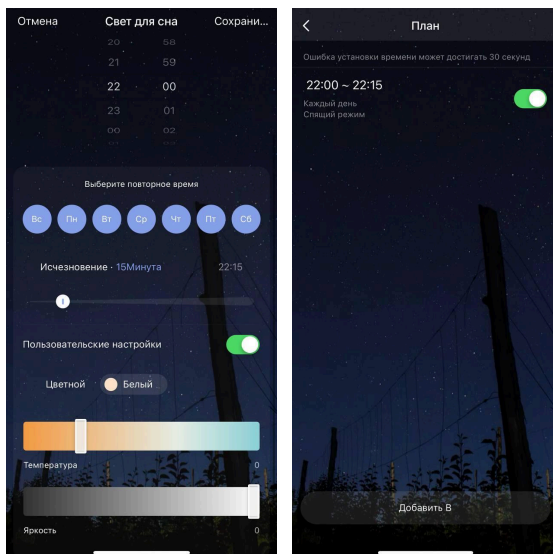 Отмена
Свет для сна
Сохрани...
20 58
21 59
22 00
23 01
00 02
Выберите повторное время
Вс Пн Вт Ср Чт Пт Сб
Исчезновение · 15Минута 22:15
Пользовательские настройки
Цветной Белый
Температура 0
Яркость 0
План
Ошибка установки времени может достигать 30 секунд
22:00 ~ 22:15
Каждый день
Спящий режим
Добавить В